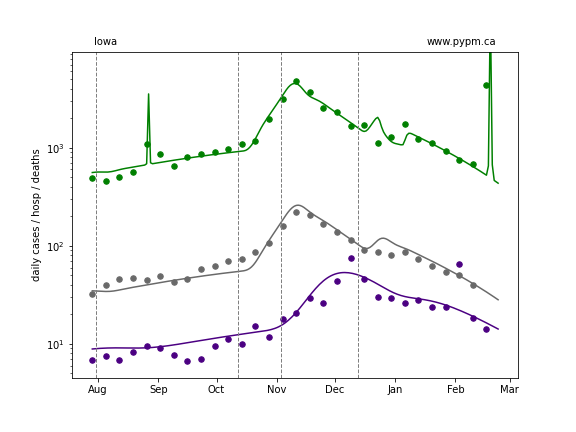 Iowa
www.pypm.ca
daily cases / hosp / deaths
10³
10²
10¹
Aug Sep Oct Nov Dec Jan Feb Mar